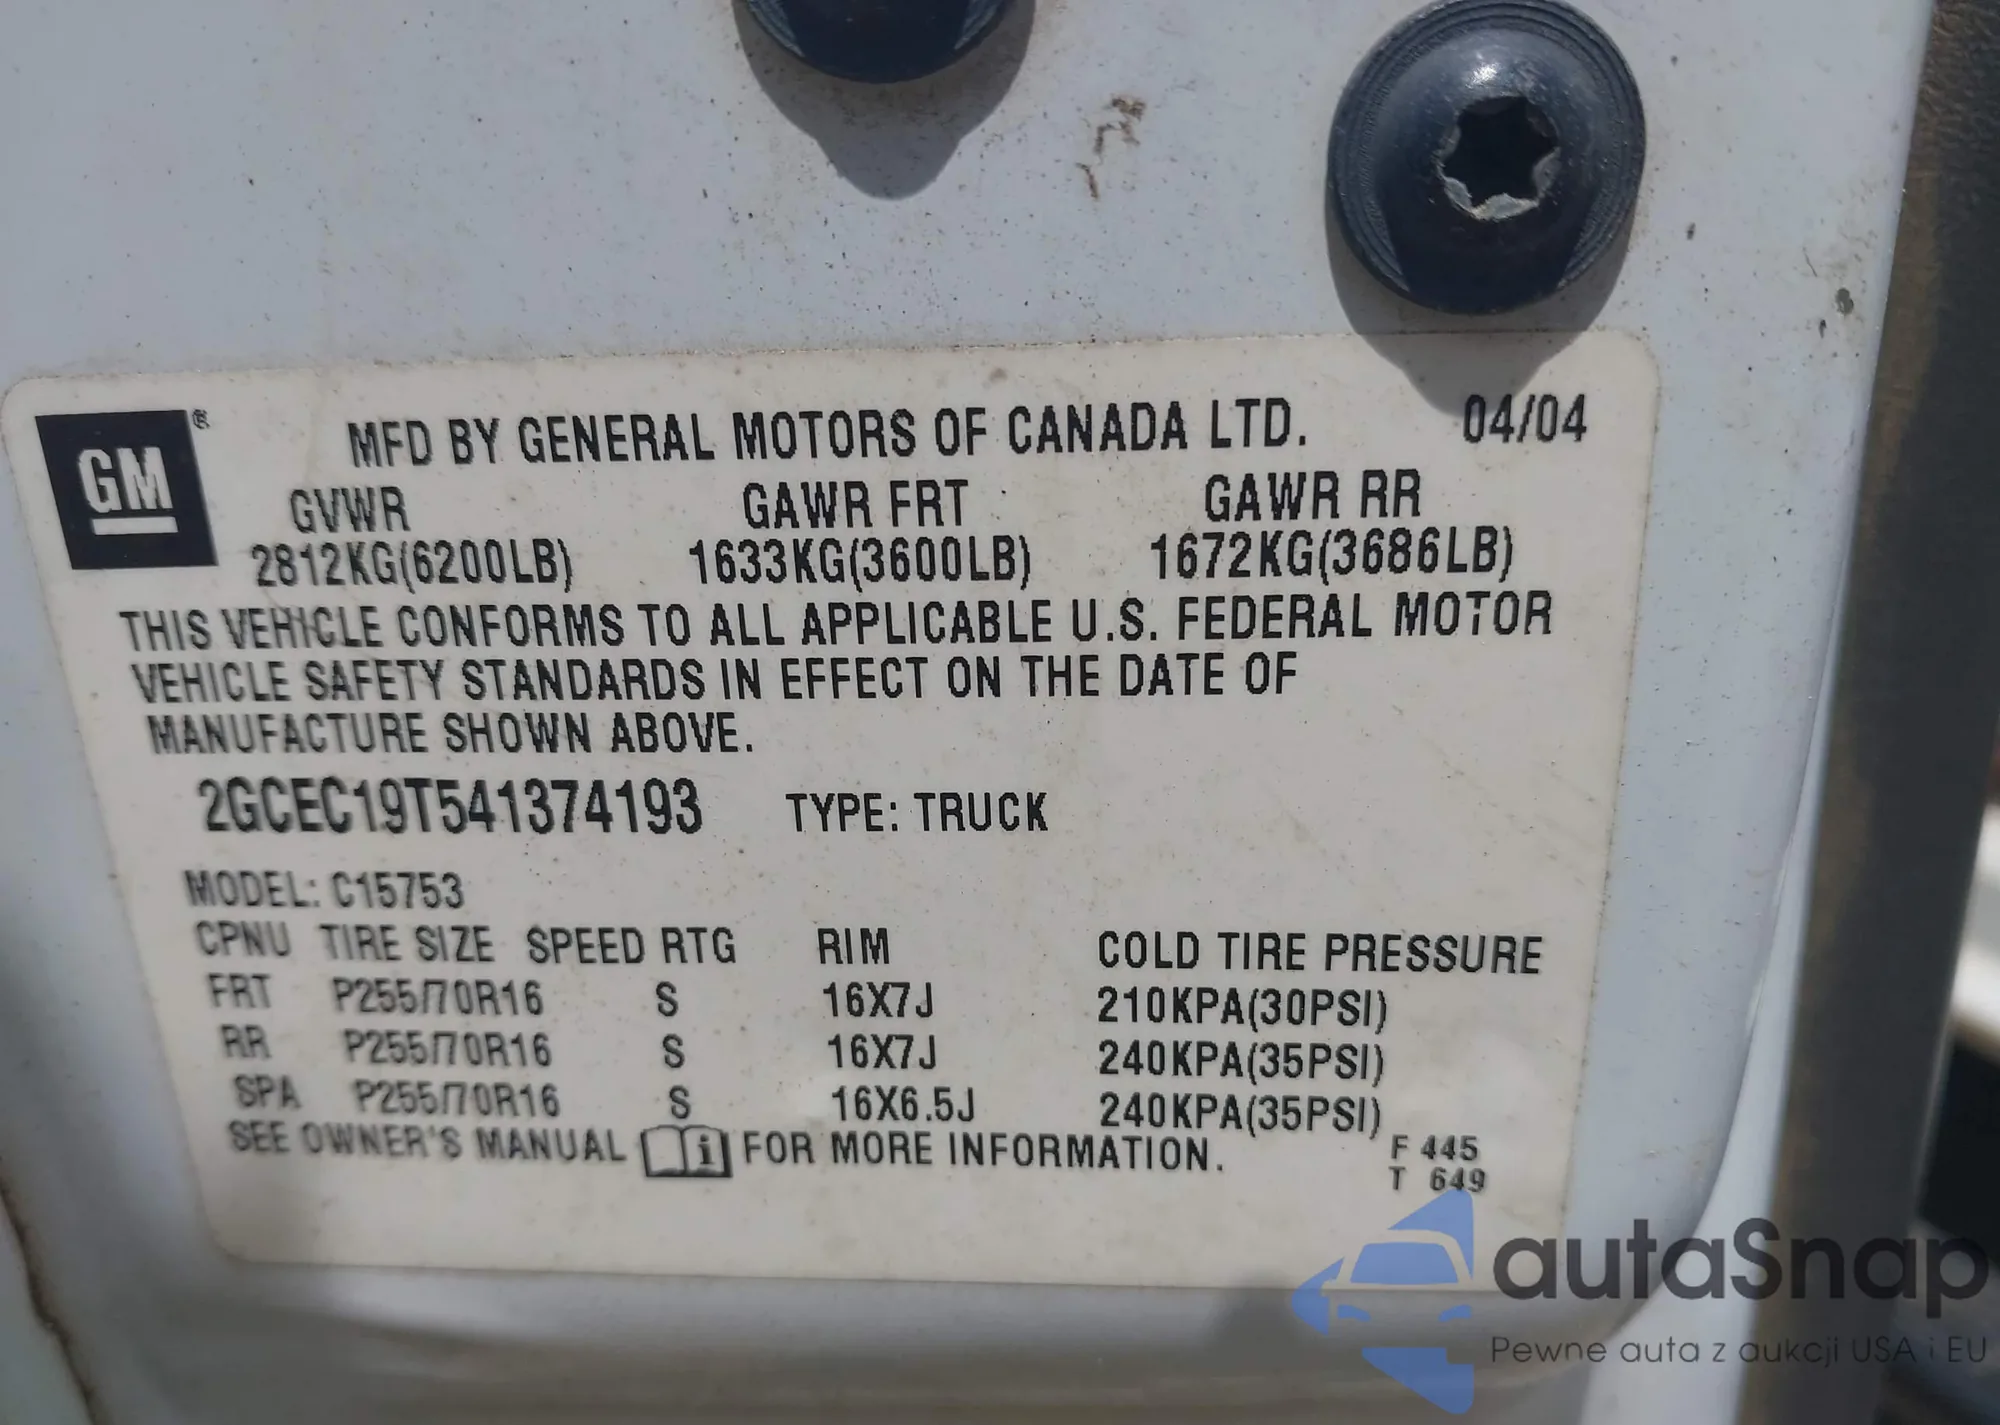 GM ®
MFD BY GENERAL MOTORS OF CANADA LTD. 04/04
GVWR GAWR FRT GAWR RR
2812KG(6200LB) 1633KG(3600LB) 1672KG(3686LB)
THIS VEHICLE CONFORMS TO ALL APPLICABLE U.S. FEDERAL MOTOR
VEHICLE SAFETY STANDARDS IN EFFECT ON THE DATE OF
MANUFACTURE SHOWN ABOVE.
2GCEC19T541374193 TYPE: TRUCK
MODEL: C15753
CPNU TIRE SIZE SPEED RTG RIM COLD TIRE PRESSURE
FRT P255/70R16 S 16X7J 210KPA(30PSI)
RR P255/70R16 S 16X7J 240KPA(35PSI)
SPA P255/70R16 S 16X6.5J 240KPA(35PSI)
SEE OWNER'S MANUAL i FOR MORE INFORMATION.
F 445
T 649
autaSnap
Pewne auta z aukcji USA i EU